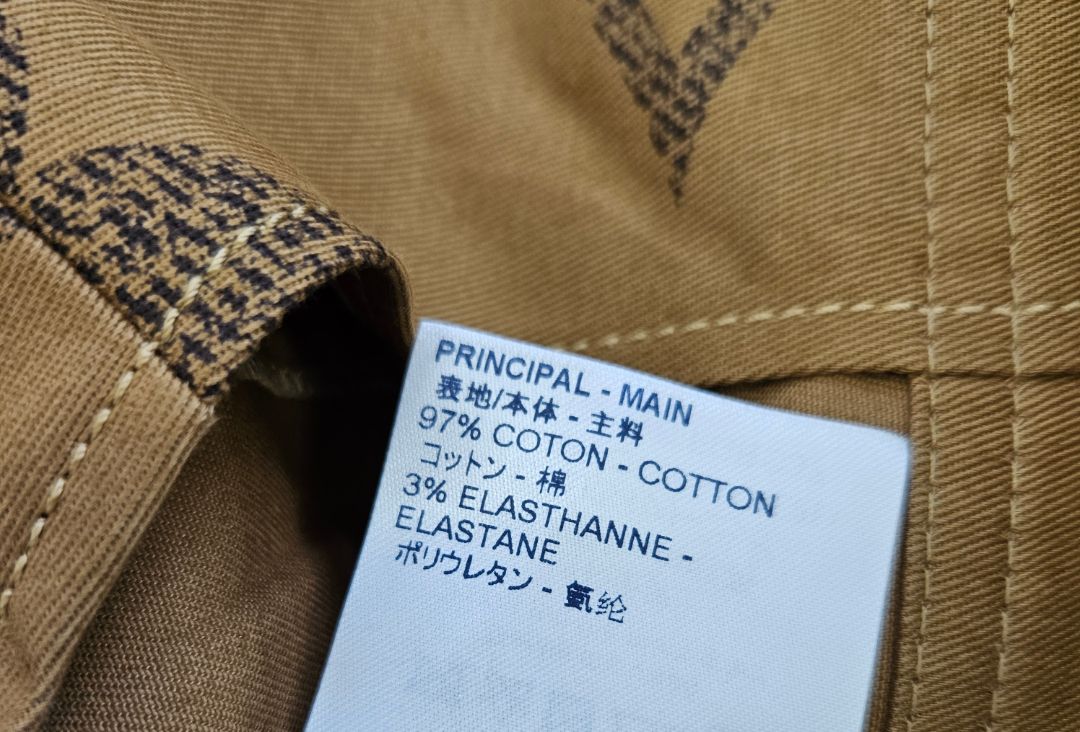 PRINCIPAL - MAIN
表地/本体 - 主料
97% COTON - COTTON
コットン - 棉
3% ELASTHANNE -
ELASTANE
ポリウレタン - 氨纶